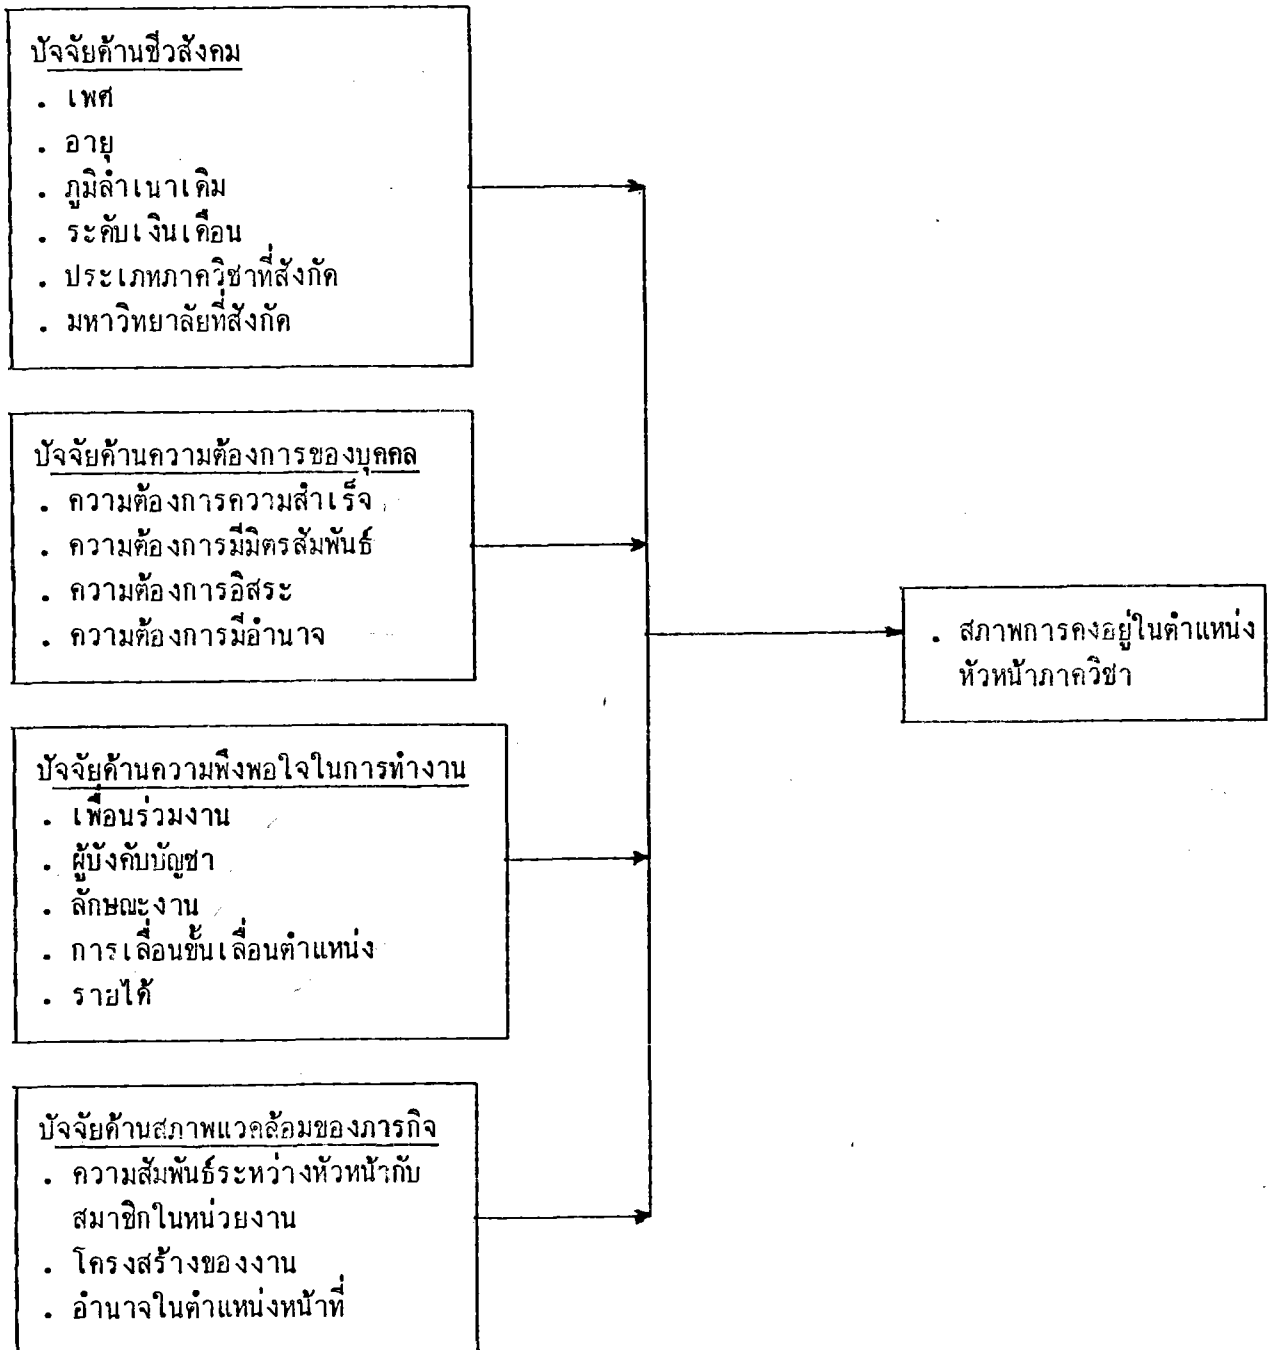 ปัจจัยด้านชีวสังคม
. เพศ
. อายุ
. ภูมิลำเนาเดิม
. ระดับเงินเดือน
. ประเภทภาควิชาที่สังกัด
. มหาวิทยาลัยที่สังกัด
ปัจจัยด้านความต้องการของบุคคล
. ความต้องการความสำเร็จ
. ความต้องการมีมิตรสัมพันธ์
. ความต้องการอิสระ
. ความต้องการมีอำนาจ
ปัจจัยด้านความพึงพอใจในการทำงาน
. เพื่อนร่วมงาน
. ผู้บังคับบัญชา
. ลักษณะงาน
. การเลื่อนขั้นเลื่อนตำแหน่ง
. รายได้
ปัจจัยด้านสภาพแวดล้อมของภารกิจ
. ความสัมพันธ์ระหว่างหัวหน้ากับ
สมาชิกในหน่วยงาน
. โครงสร้างของงาน
. อำนาจในตำแหน่งหน้าที่
. สภาพการคงอยู่ในตำแหน่ง
หัวหน้าภาควิชา